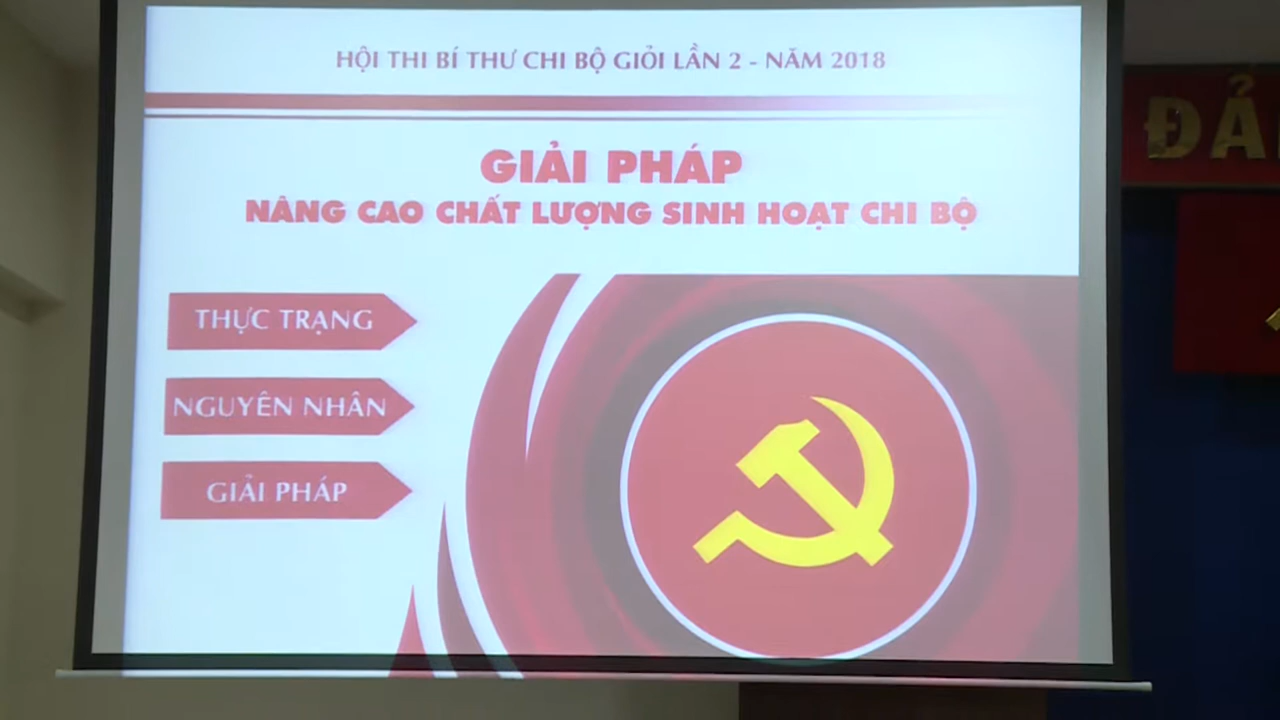 HỘI THI BÍ THƯ CHI BỘ GIỎI LẦN 2 - NĂM 2018
GIẢI PHÁP
NÂNG CAO CHẤT LƯỢNG SINH HOẠT CHI BỘ
THỰC TRẠNG
NGUYÊN NHÂN
GIẢI PHÁP